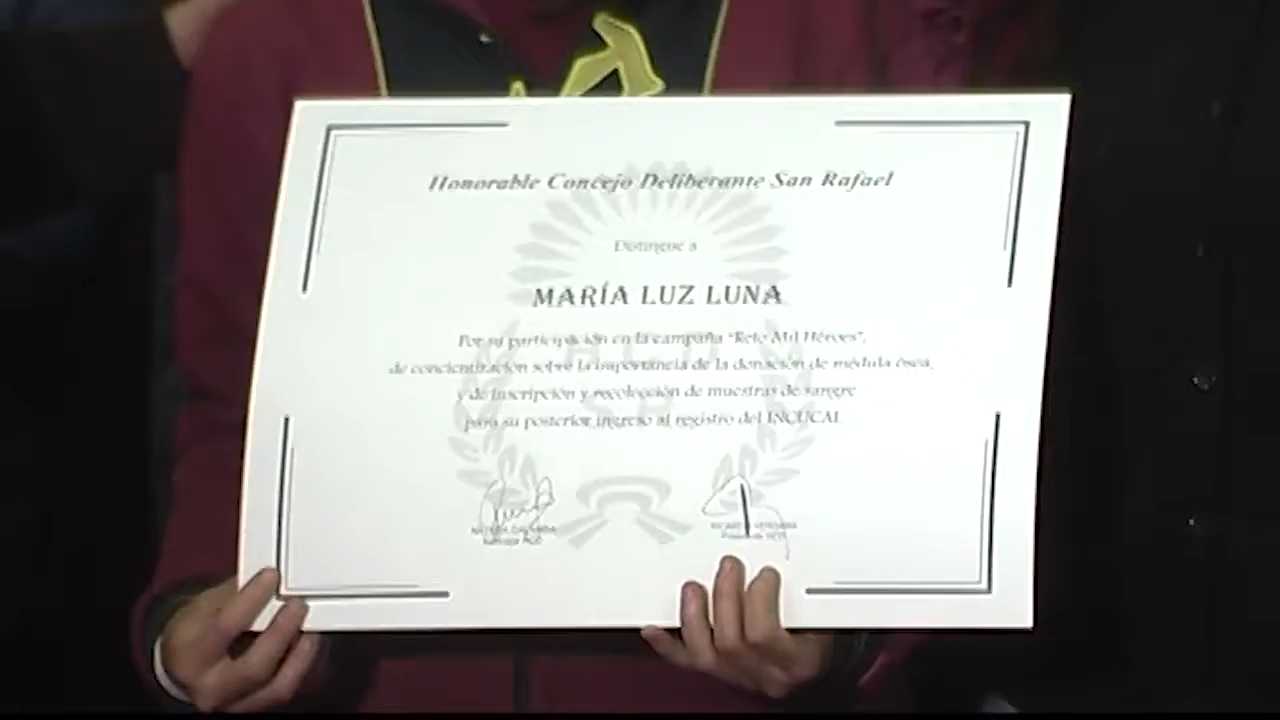 Honorable Concejo Deliberante San Rafael
Distingue a
MARÍA LUZ LUNA
Por su participación en la campaña "Reto Mil Héroes",
de concientización sobre la importancia de la donación de médula ósea,
y de inscripción y recolección de muestras de sangre
para su posterior ingreso al registro del INCUCAI.
HCD
SR